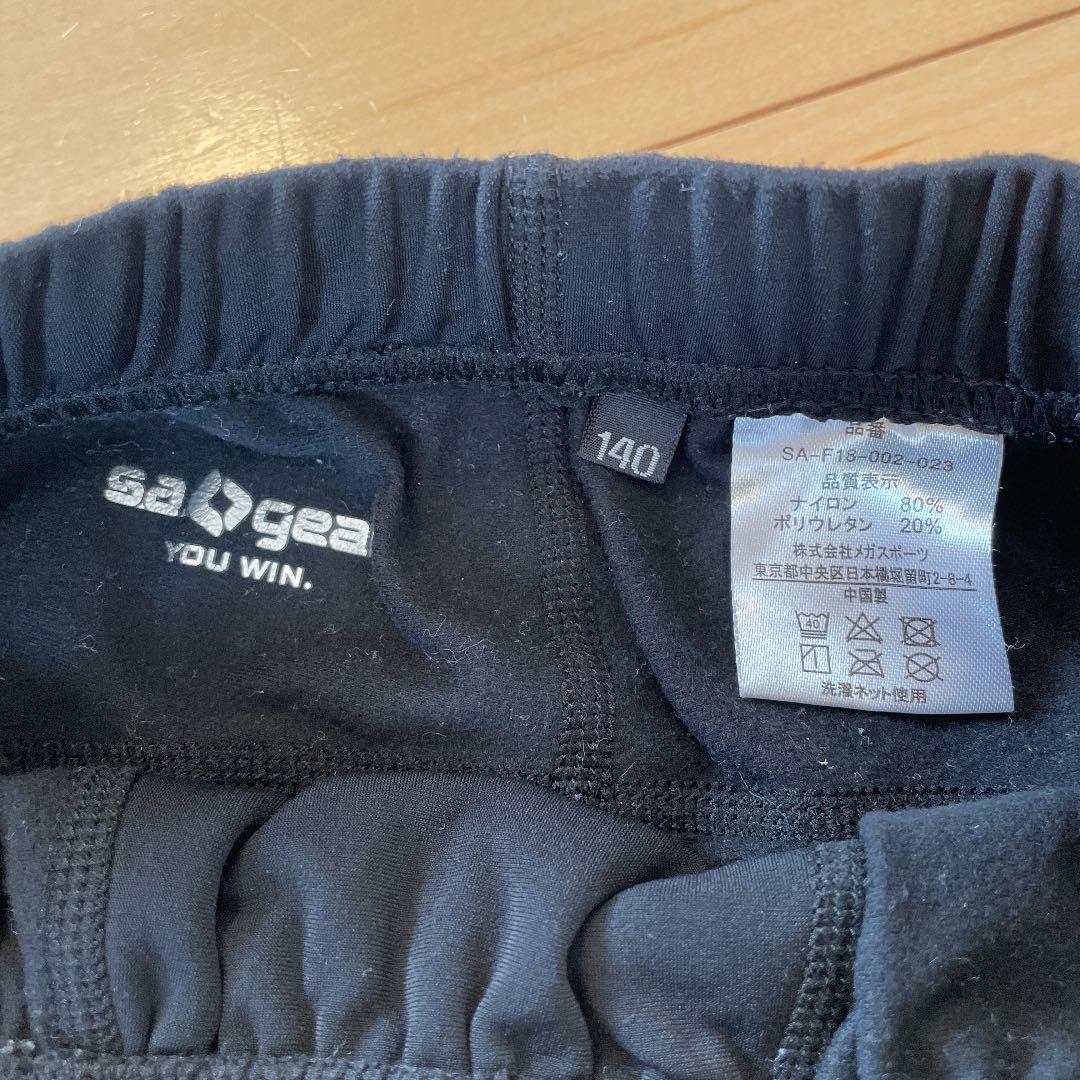 sa gear
YOU WIN.
140
品番
SA-F18-002-023
品質表示
ナイロン 80%
ポリウレタン 20%
株式会社メガスポーツ
東京都中央区日本橋堀留町2-8-4
中国製
40
洗濯ネット使用